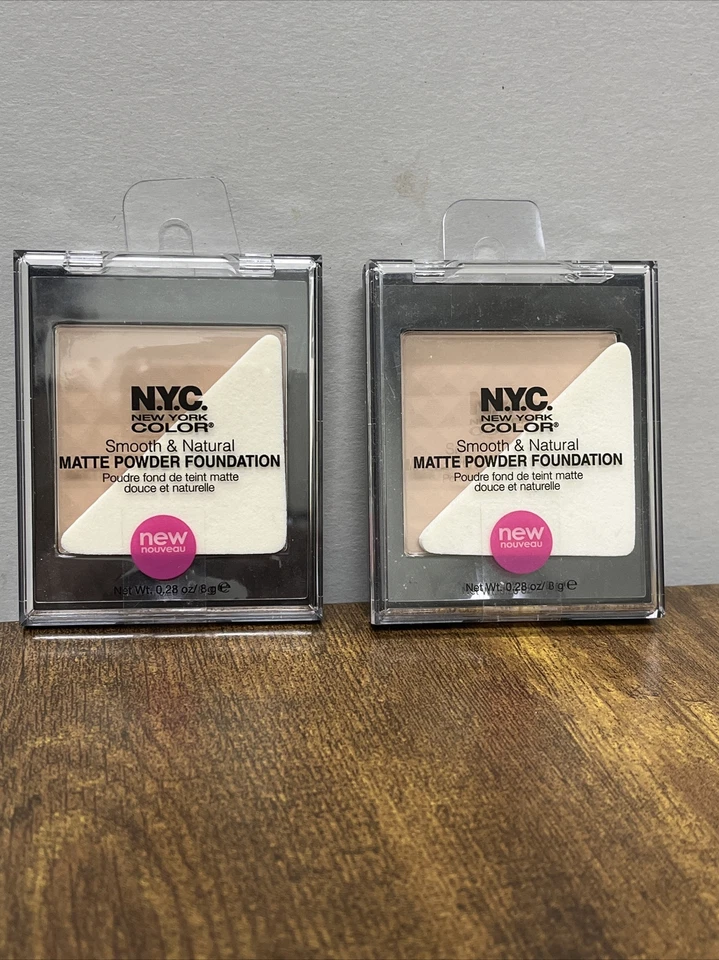 N.Y.C.
NEW YORK
COLOR®
Smooth & Natural
MATTE POWDER FOUNDATION
Poudre fond de teint matte
douce et naturelle
new
nouveau
Net Wt. 0.28 oz/ 8 g ℮
N.Y.C.
NEW YORK
COLOR®
Smooth & Natural
MATTE POWDER FOUNDATION
Poudre fond de teint matte
douce et naturelle
new
nouveau
Net Wt. 0.28 oz/ 8 g ℮